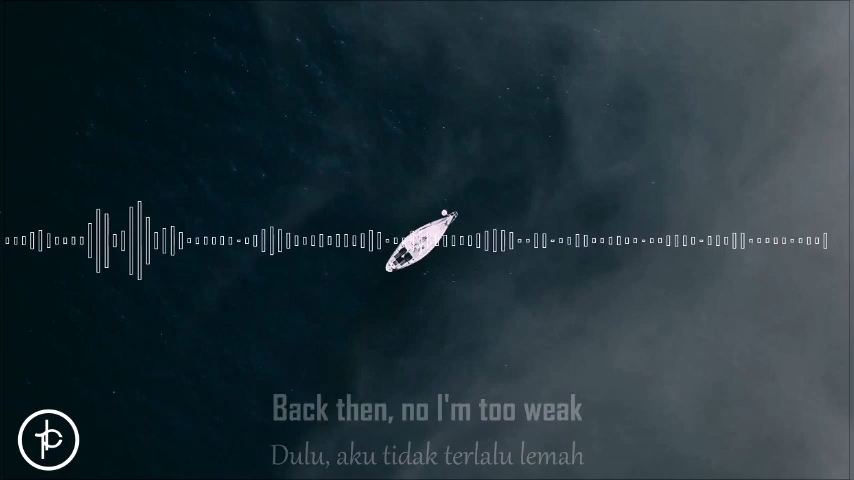 Back then, no I'm too weak
Dulu, aku tidak terlalu lemah